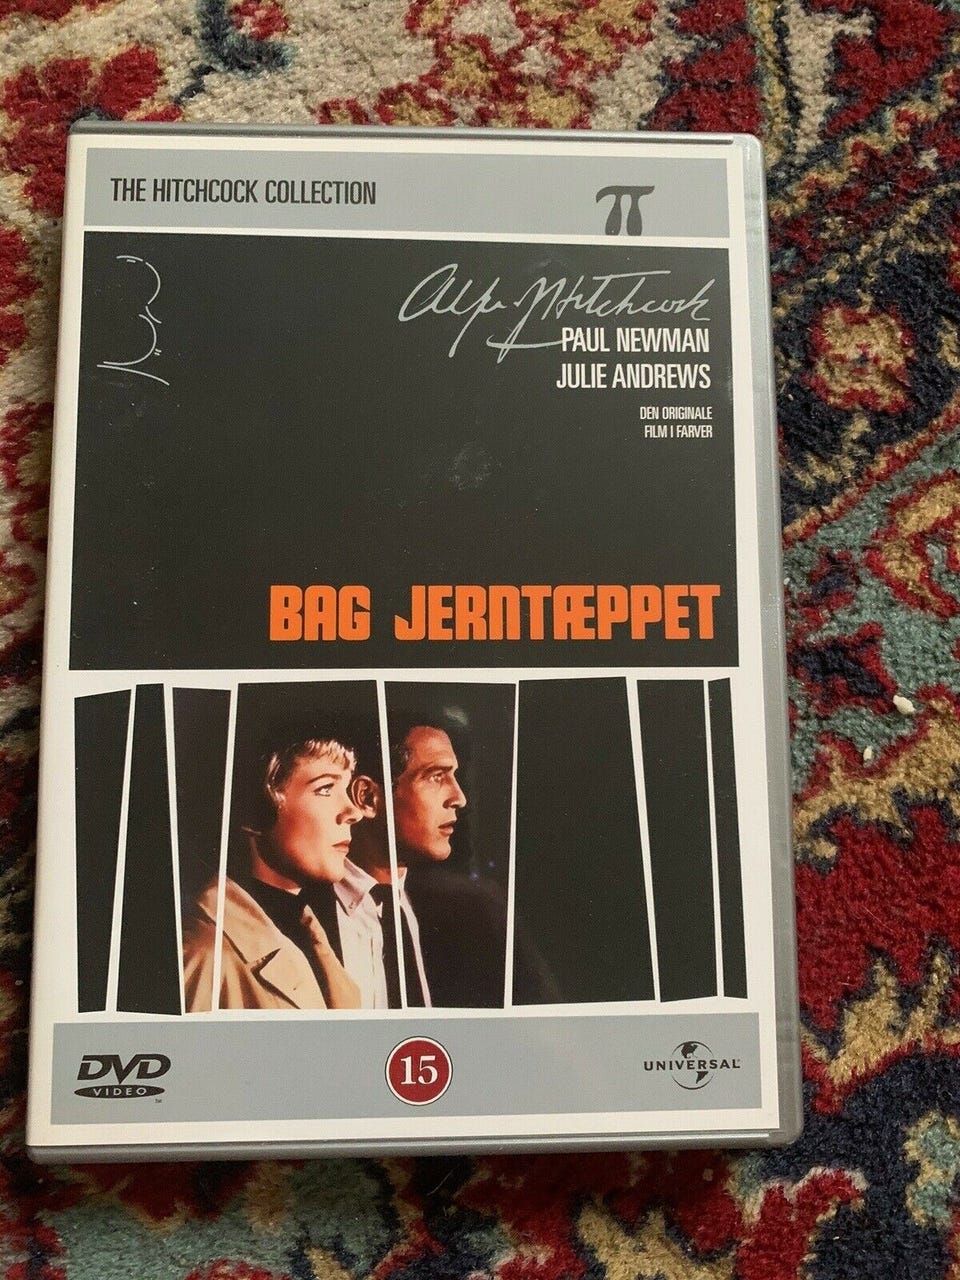 THE HITCHCOCK COLLECTION
π
Alfred Hitchcock
PAUL NEWMAN
JULIE ANDREWS
DEN ORIGINALE
FILM I FARVER
BAG JERNTÆPPET
DVD
VIDEO
TM
15
UNIVERSAL